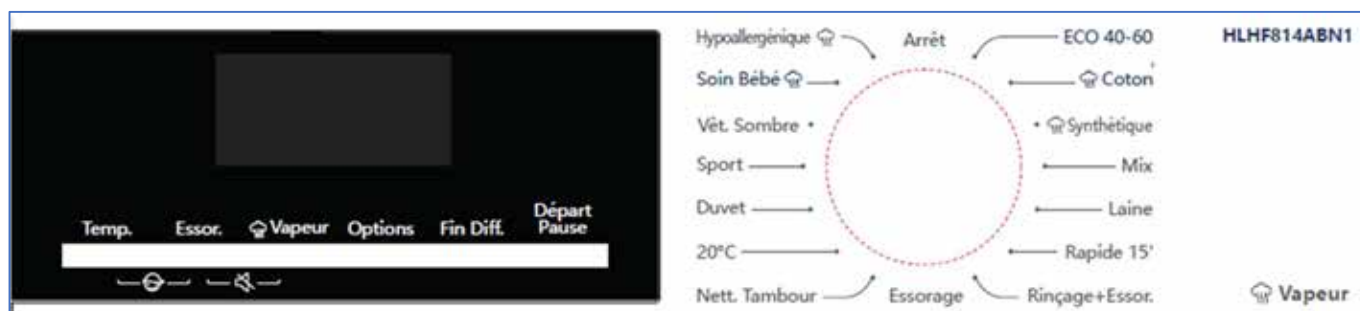 Temp.
Essor.
Vapeur
Options
Fin Diff.
Départ
Pause
Hypoallergénique
Soin Bébé
Vêt. Sombre
Sport
Duvet
20°C
Nett. Tambour
Arrêt
Essorage
ECO 40-60
Coton
Synthétique
Mix
Laine
Rapide 15'
Rinçage+Essor.
HLHF814ABN1
Vapeur